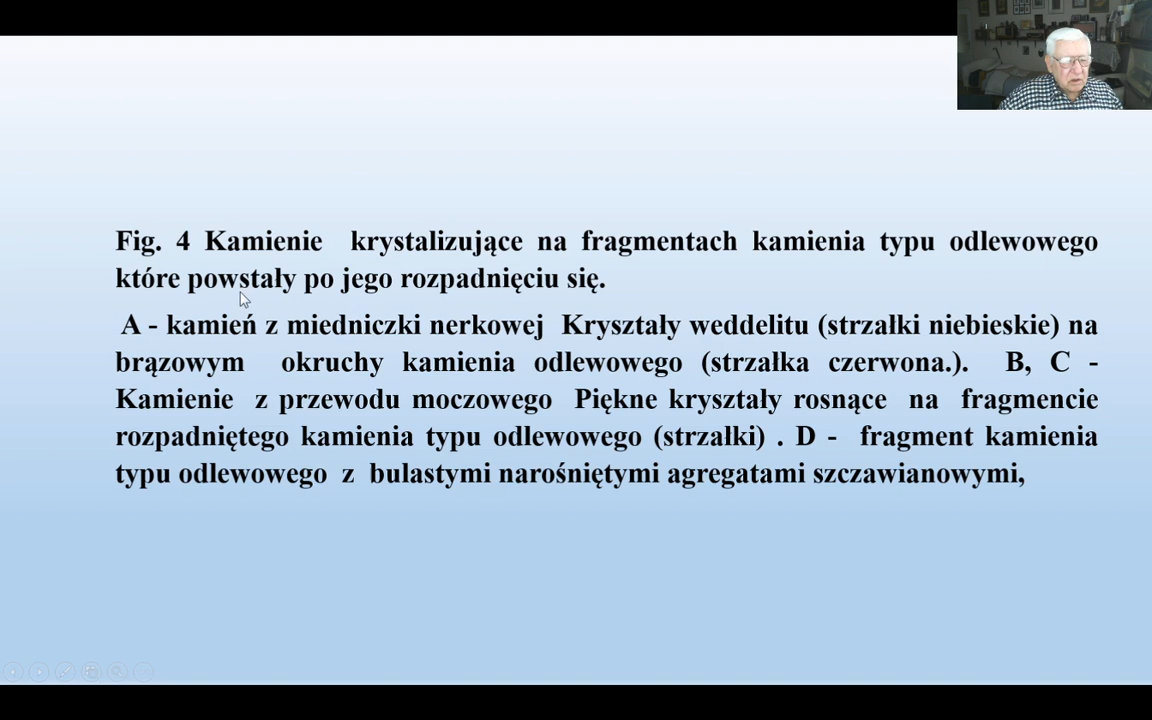 Fig. 4 Kamienie krystalizujące na fragmentach kamienia typu odlewowego
które powstały po jego rozpadnięciu się.
A - kamień z miedniczki nerkowej Kryształy weddelitu (strzałki niebieskie) na
brązowym okruchy kamienia odlewowego (strzałka czerwona.). B, C -
Kamienie z przewodu moczowego Piękne kryształy rosnące na fragmencie
rozpadniętego kamienia typu odlewowego (strzałki) . D - fragment kamienia
typu odlewowego z bulastymi narośniętymi agregatami szczawianowymi,